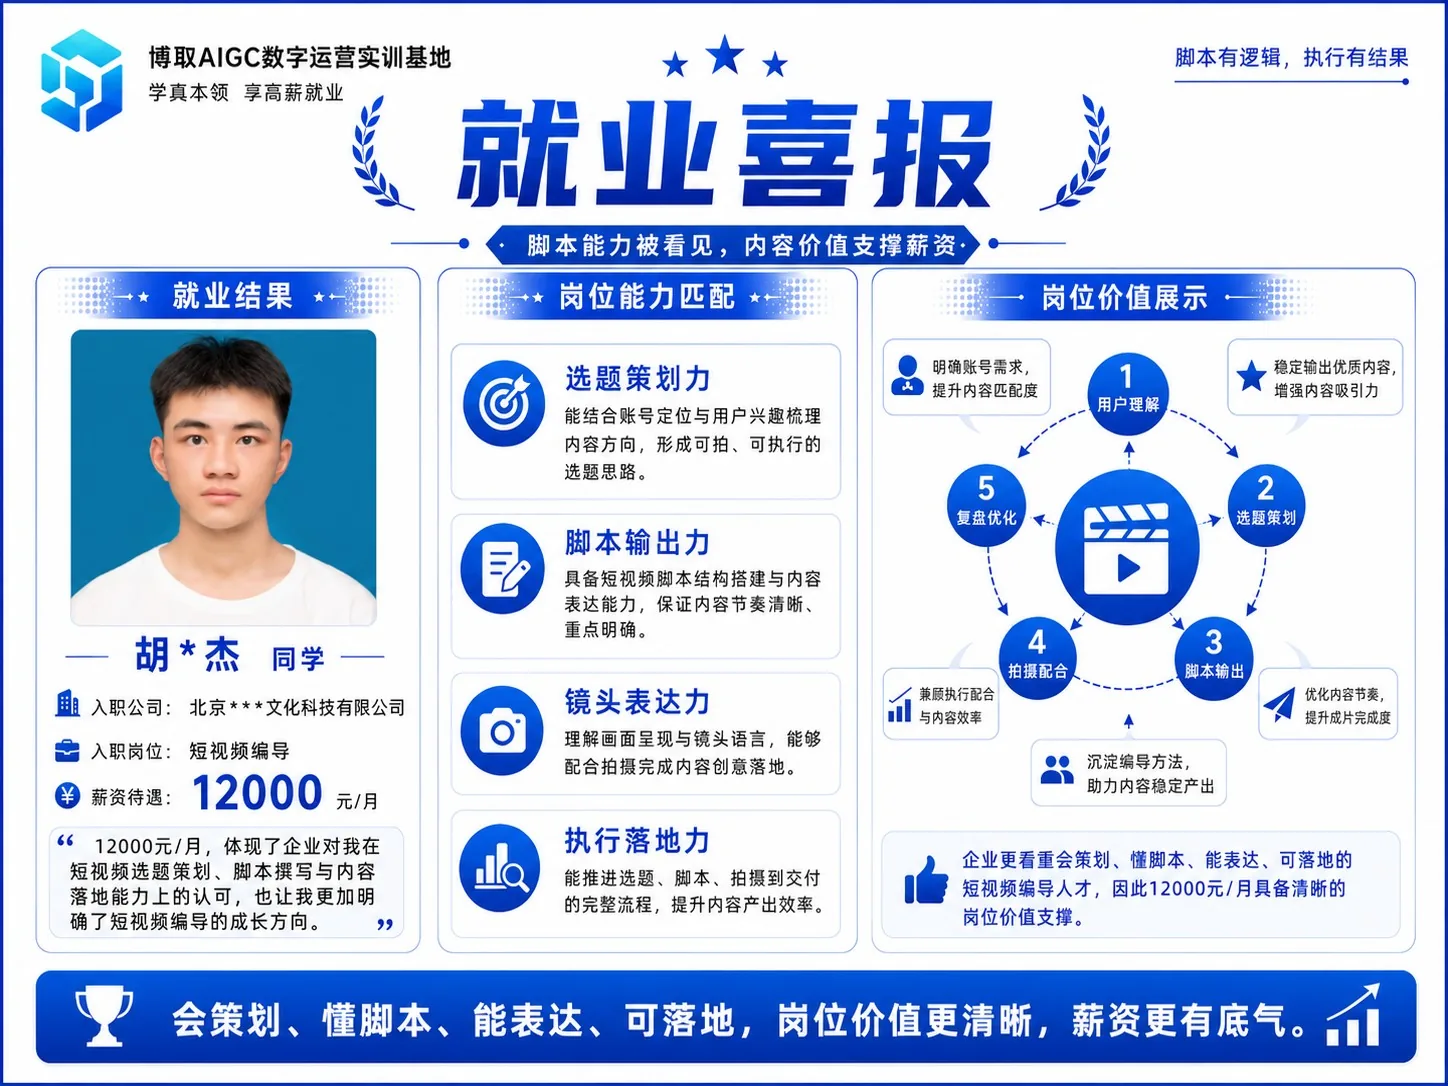 博取AIGC数字运营实训基地
学真本领 享高薪就业
脚本有逻辑，执行有结果
就业喜报
·脚本能力被看见，内容价值支撑薪资·
就业结果
胡*杰 同学
入职公司： 北京***文化科技有限公司
入职岗位： 短视频编导
薪资待遇： 12000 元/月
“ 12000元/月，体现了企业对我在
短视频选题策划、脚本撰写与内容
落地能力上的认可，也让我更加明
确了短视频编导的成长方向。 ”
岗位能力匹配
选题策划力
能结合账号定位与用户兴趣梳理
内容方向，形成可拍、可执行的
选题思路。
脚本输出力
具备短视频脚本结构搭建与内容
表达能力，保证内容节奏清晰、
重点明确。
镜头表达力
理解画面呈现与镜头语言，能够
配合拍摄完成内容创意落地。
执行落地力
能推进选题、脚本、拍摄到交付
的完整流程，提升内容产出效率。
岗位价值展示
明确账号需求，
提升内容匹配度
1
用户理解
稳定输出优质内容，
增强内容吸引力
5
复盘优化
2
选题策划
4
拍摄配合
3
脚本输出
兼顾执行配合
与内容效率
优化内容节奏，
提升成片完成度
沉淀编导方法，
助力内容稳定产出
企业更看重会策划、懂脚本、能表达、可落地的
短视频编导人才，因此12000元/月具备清晰的
岗位价值支撑。
会策划、懂脚本、能表达、可落地，岗位价值更清晰，薪资更有底气。